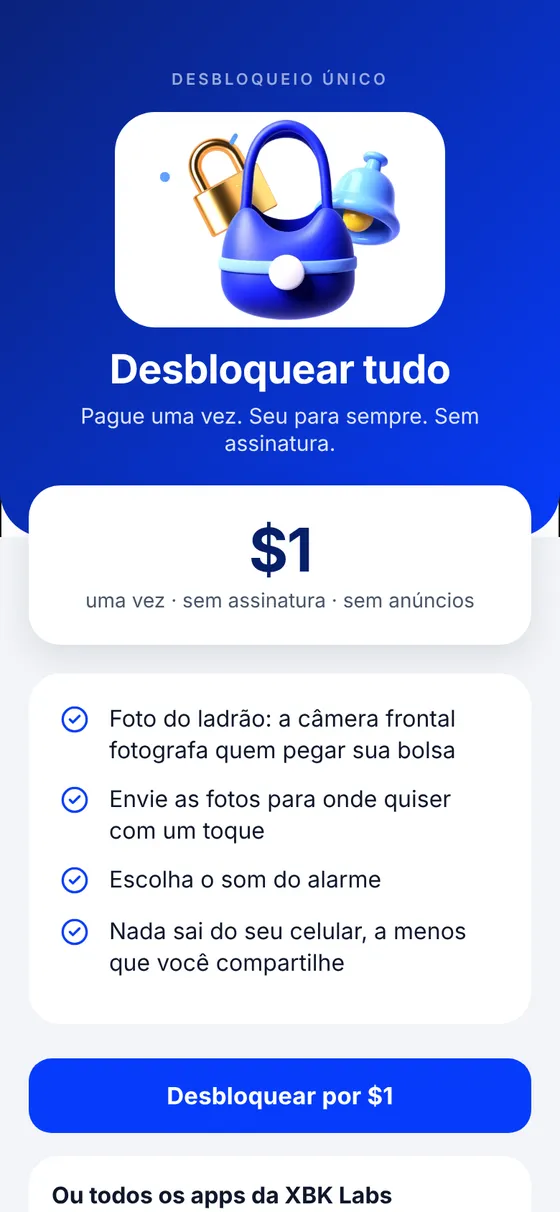 DESBLOQUEIO ÚNICO
Desbloquear tudo
Pague uma vez. Seu para sempre. Sem
assinatura.
$1
uma vez · sem assinatura · sem anúncios
Foto do ladrão: a câmera frontal
fotografa quem pegar sua bolsa
Envie as fotos para onde quiser
com um toque
Escolha o som do alarme
Nada sai do seu celular, a menos
que você compartilhe
Desbloquear por $1
Ou todos os apps da XBK Labs